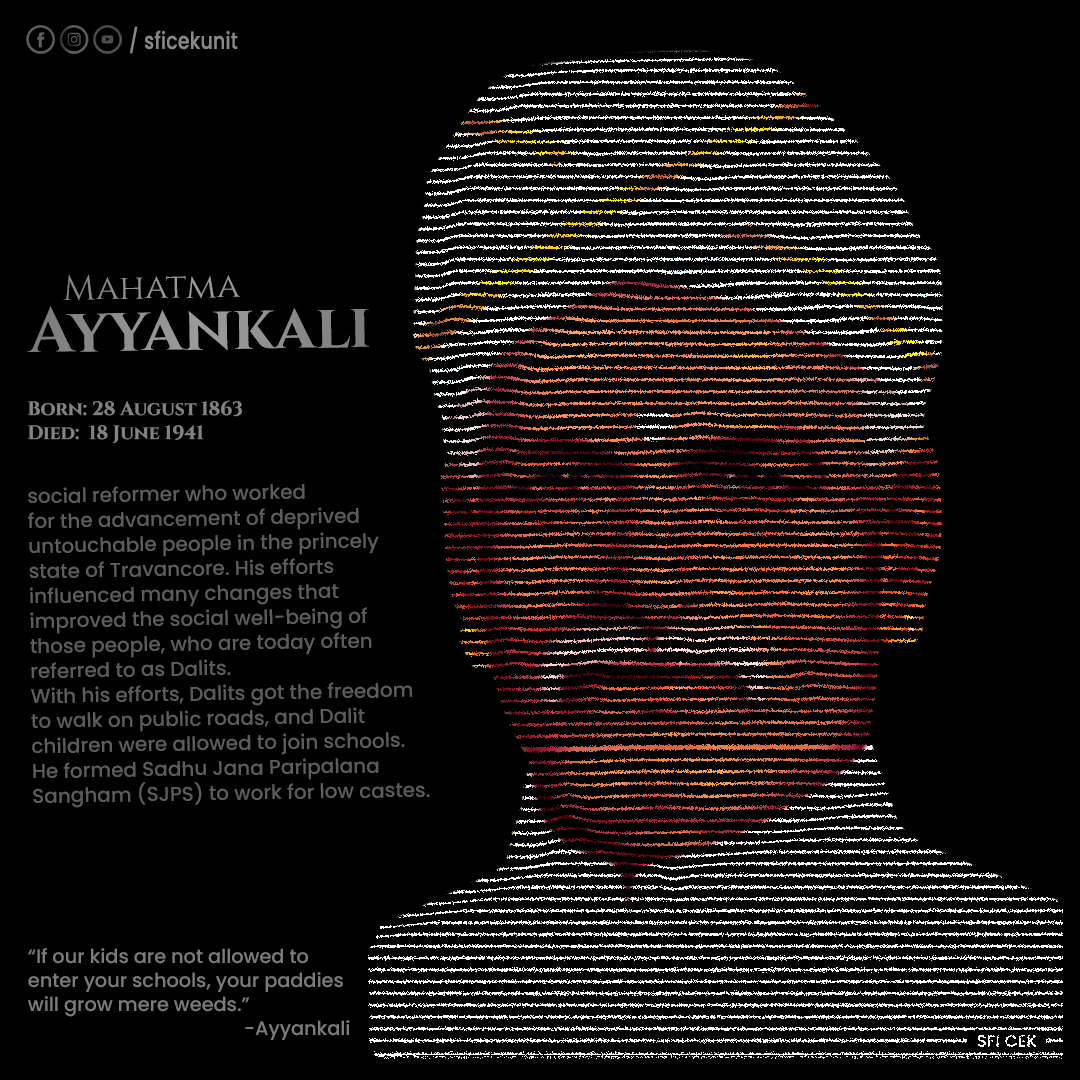 / sficekunit
MAHATMA
AYYANKALI
BORN: 28 AUGUST 1863
DIED: 18 JUNE 1941
social reformer who worked
for the advancement of deprived
untouchable people in the princely
state of Travancore. His efforts
influenced many changes that
improved the social well-being of
those people, who are today often
referred to as Dalits.
With his efforts, Dalits got the freedom
to walk on public roads, and Dalit
children were allowed to join schools.
He formed Sadhu Jana Paripalana
Sangham (SJPS) to work for low castes.
“If our kids are not allowed to
enter your schools, your paddies
will grow mere weeds.”
-Ayyankali
SFI CEK